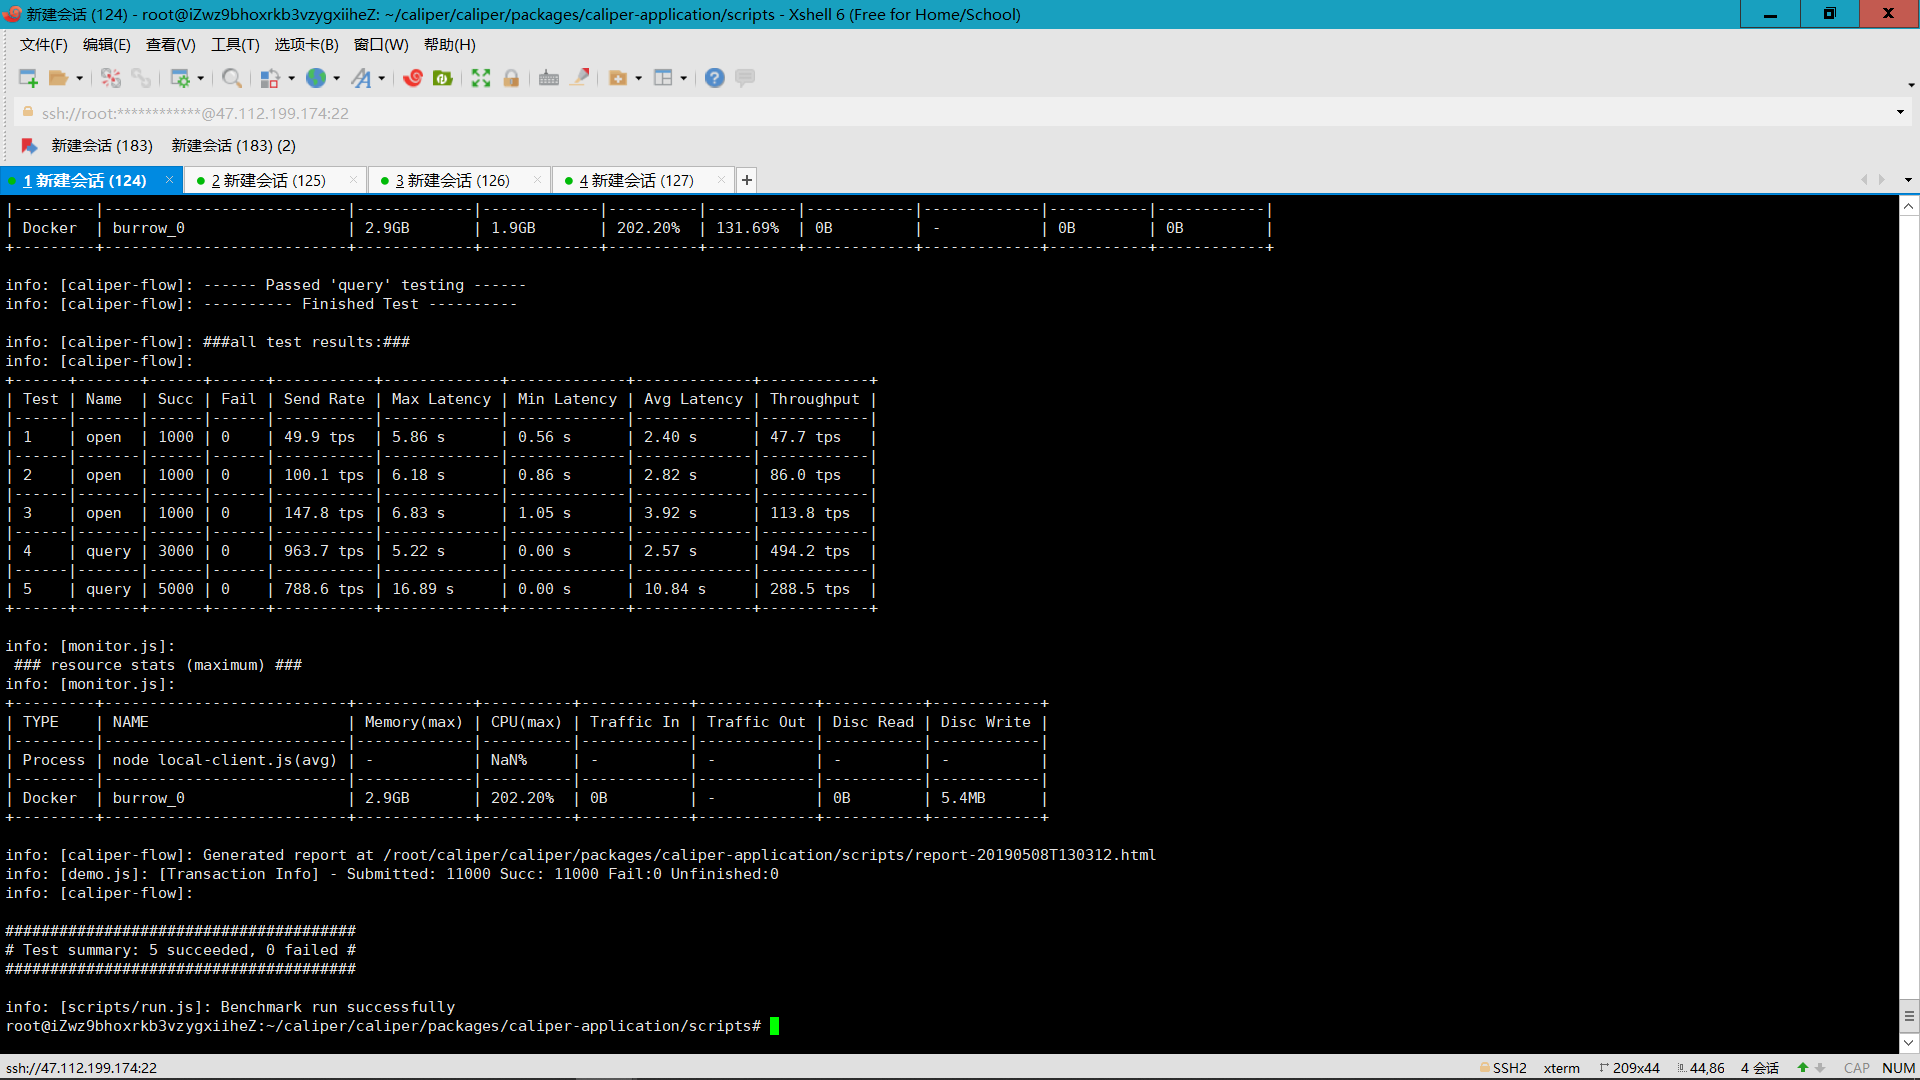 新建会话 (124) - root@iZwz9bhoxrkb3vzygxiiheZ: ~/caliper/caliper/packages/caliper-application/scripts - Xshell 6 (Free for Home/School)
文件(F) 编辑(E) 查看(V) 工具(T) 选项卡(B) 窗口(W) 帮助(H)
ssh://root:************@47.112.199.174:22
新建会话 (183) 新建会话 (183) (2)
1 新建会话 (124) × 2 新建会话 (125) × 3 新建会话 (126) × 4 新建会话 (127) × +
|---------|---------------------------|-------------|-------------|----------|----------|------------|-------------|-----------|------------|
| Docker  | burrow_0                  | 2.9GB       | 1.9GB       | 202.20%  | 131.69%  | 0B         | -           | 0B        | 0B         |
+---------+---------------------------+-------------+-------------+----------+----------+------------+-------------+-----------+------------+
info: [caliper-flow]: ------ Passed 'query' testing ------
info: [caliper-flow]: ---------- Finished Test ----------
info: [caliper-flow]: ###all test results:###
info: [caliper-flow]:
+------+-------+------+------+-----------+-------------+-------------+-------------+------------+
| Test | Name  | Succ | Fail | Send Rate | Max Latency | Min Latency | Avg Latency | Throughput |
|------|-------|------|------|-----------|-------------|-------------|-------------|------------|
| 1    | open  | 1000 | 0    | 49.9 tps  | 5.86 s      | 0.56 s      | 2.40 s      | 47.7 tps   |
|------|-------|------|------|-----------|-------------|-------------|-------------|------------|
| 2    | open  | 1000 | 0    | 100.1 tps | 6.18 s      | 0.86 s      | 2.82 s      | 86.0 tps   |
|------|-------|------|------|-----------|-------------|-------------|-------------|------------|
| 3    | open  | 1000 | 0    | 147.8 tps | 6.83 s      | 1.05 s      | 3.92 s      | 113.8 tps  |
|------|-------|------|------|-----------|-------------|-------------|-------------|------------|
| 4    | query | 3000 | 0    | 963.7 tps | 5.22 s      | 0.00 s      | 2.57 s      | 494.2 tps  |
|------|-------|------|------|-----------|-------------|-------------|-------------|------------|
| 5    | query | 5000 | 0    | 788.6 tps | 16.89 s     | 0.00 s      | 10.84 s     | 288.5 tps  |
+------+-------+------+------+-----------+-------------+-------------+-------------+------------+
info: [monitor.js]:
### resource stats (maximum) ###
info: [monitor.js]:
+---------+---------------------------+-------------+----------+------------+-------------+-----------+------------+
| TYPE    | NAME                      | Memory(max) | CPU(max) | Traffic In | Traffic Out | Disc Read | Disc Write |
|---------|---------------------------|-------------|----------|------------|-------------|-----------|------------|
| Process | node local-client.js(avg) | -           | NaN%     | -          | -           | -         | -          |
|---------|---------------------------|-------------|----------|------------|-------------|-----------|------------|
| Docker  | burrow_0                  | 2.9GB       | 202.20%  | 0B         | -           | 0B        | 5.4MB      |
+---------+---------------------------+-------------+----------+------------+-------------+-----------+------------+
info: [caliper-flow]: Generated report at /root/caliper/caliper/packages/caliper-application/scripts/report-20190508T130312.html
info: [demo.js]: [Transaction Info] - Submitted: 11000 Succ: 11000 Fail:0 Unfinished:0
info: [caliper-flow]:
#######################################
# Test summary: 5 succeeded, 0 failed #
#######################################
info: [scripts/run.js]: Benchmark run successfully
root@iZwz9bhoxrkb3vzygxiiheZ:~/caliper/caliper/packages/caliper-application/scripts#
ssh://47.112.199.174:22 SSH2 xterm 209x44 44,86 4 会话 CAP NUM